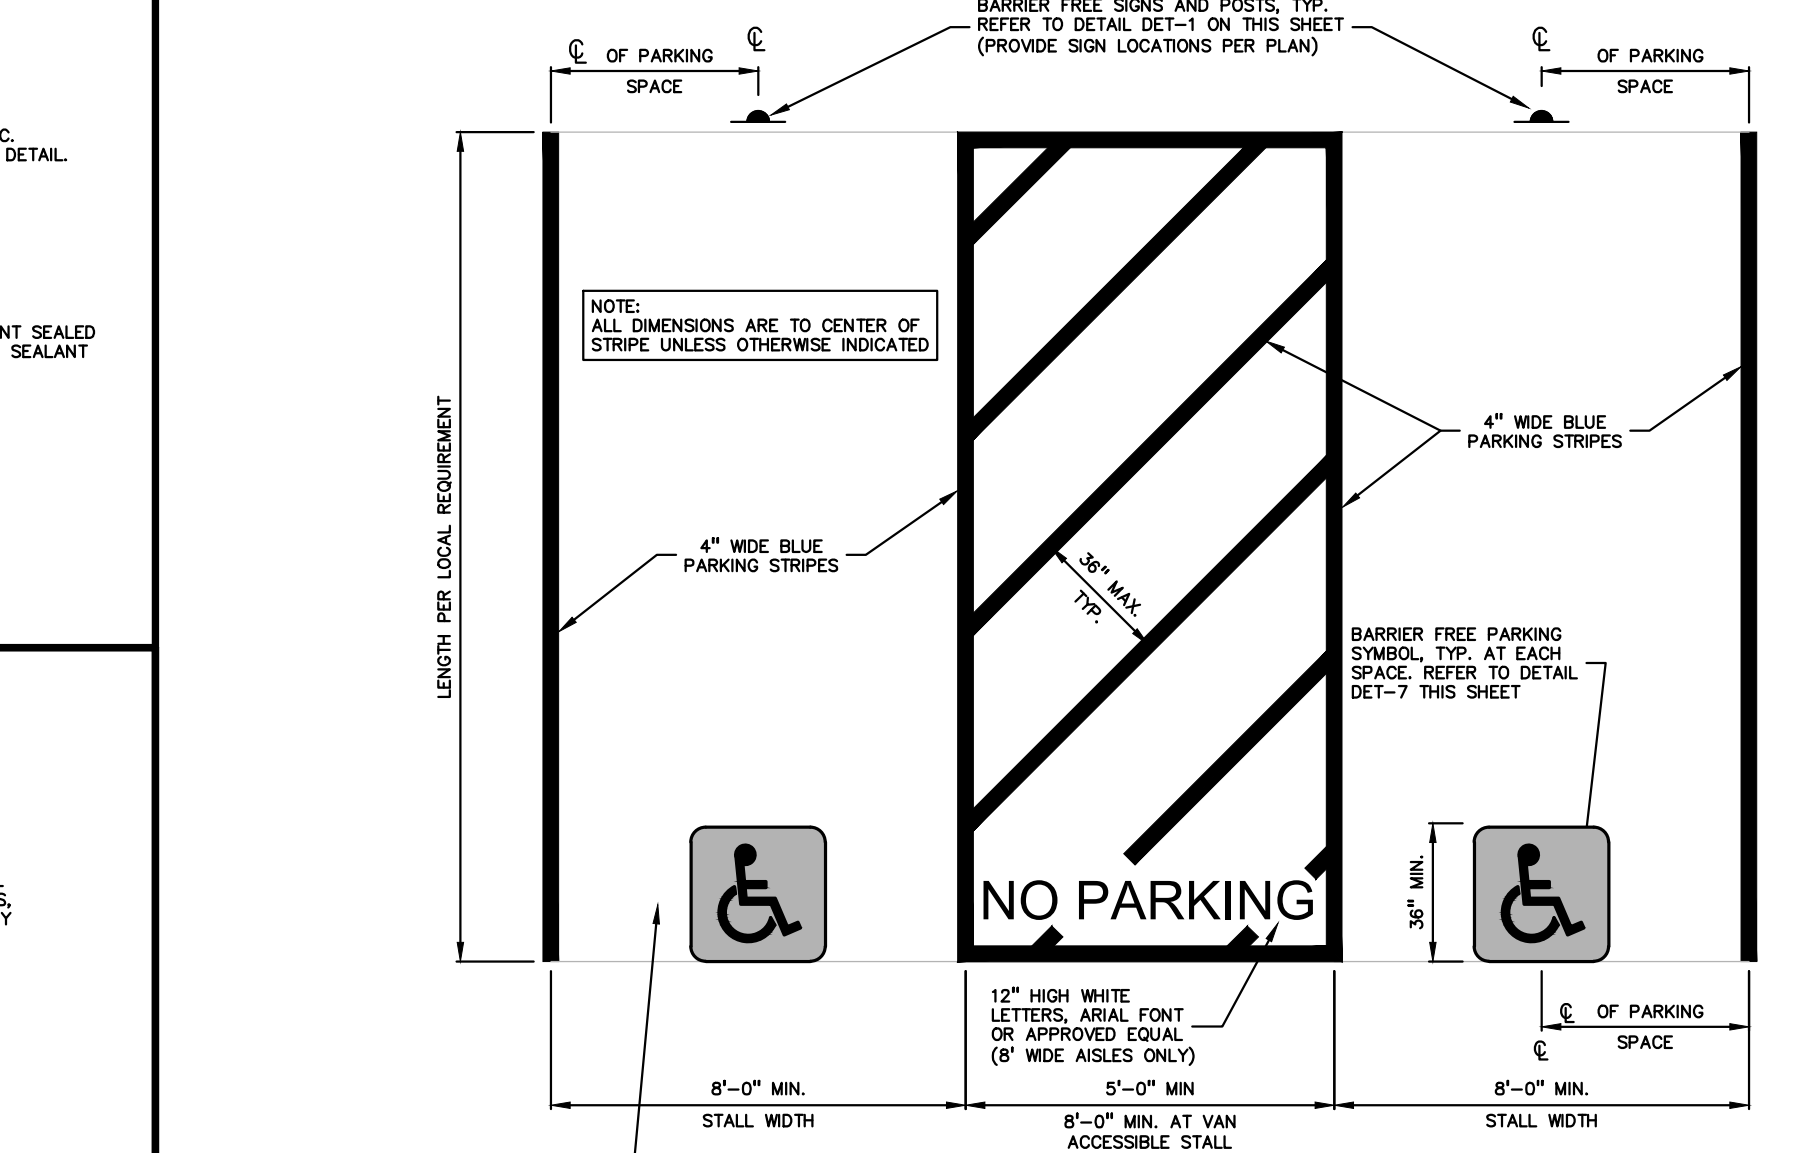 BARRIER FREE SIGNS AND POSTS, TYP.
REFER TO DETAIL DET-1 ON THIS SHEET
(PROVIDE SIGN LOCATIONS PER PLAN)
℄ OF PARKING
SPACE
℄
℄
OF PARKING
SPACE
C.
DETAIL.
NT SEALED
SEALANT
S,
Y
NOTE:
ALL DIMENSIONS ARE TO CENTER OF
STRIPE UNLESS OTHERWISE INDICATED
LENGTH PER LOCAL REQUIREMENT
4" WIDE BLUE
PARKING STRIPES
4" WIDE BLUE
PARKING STRIPES
36" MAX.
TYP.
BARRIER FREE PARKING
SYMBOL, TYP. AT EACH
SPACE. REFER TO DETAIL
DET-7 THIS SHEET
NO PARKING
36" MIN.
12" HIGH WHITE
LETTERS, ARIAL FONT
OR APPROVED EQUAL
(8' WIDE AISLES ONLY)
℄ OF PARKING
SPACE
℄
8'-0" MIN.
STALL WIDTH
5'-0" MIN
8'-0" MIN. AT VAN
ACCESSIBLE STALL
8'-0" MIN.
STALL WIDTH